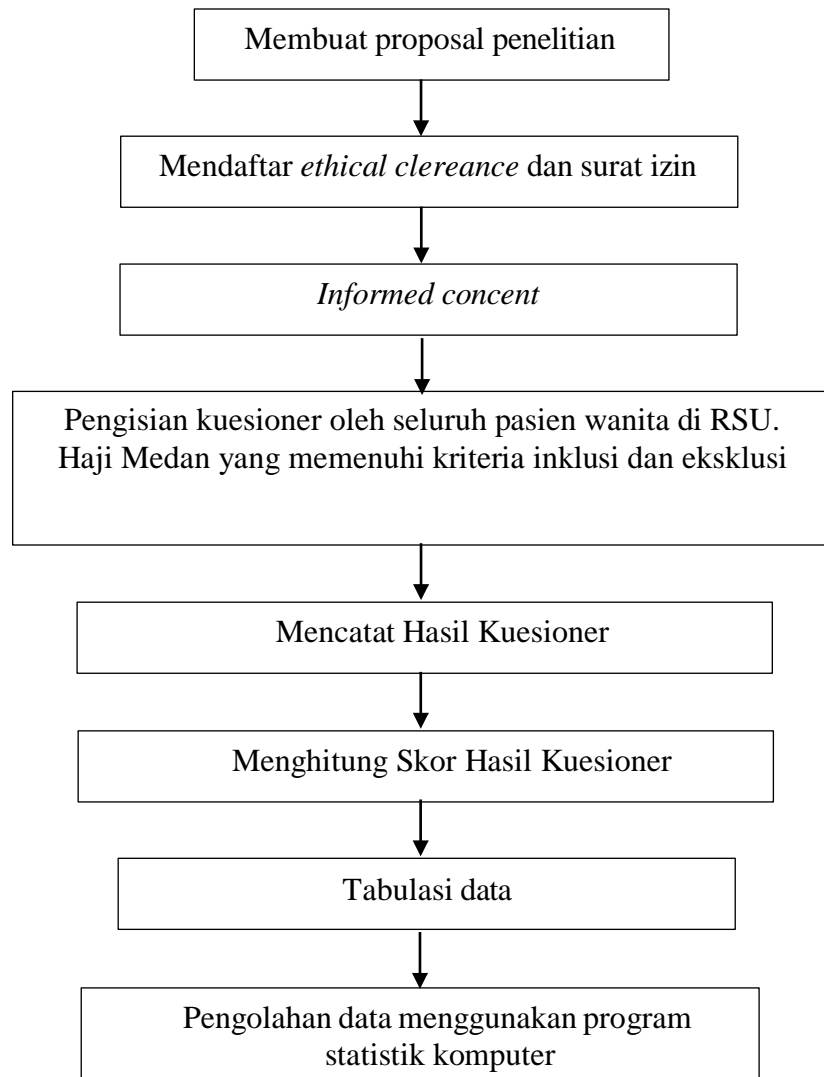 Membuat proposal penelitian
Mendaftar ethical clereance dan surat izin
Informed concent
Pengisian kuesioner oleh seluruh pasien wanita di RSU.
Haji Medan yang memenuhi kriteria inklusi dan eksklusi
Mencatat Hasil Kuesioner
Menghitung Skor Hasil Kuesioner
Tabulasi data
Pengolahan data menggunakan program
statistik komputer